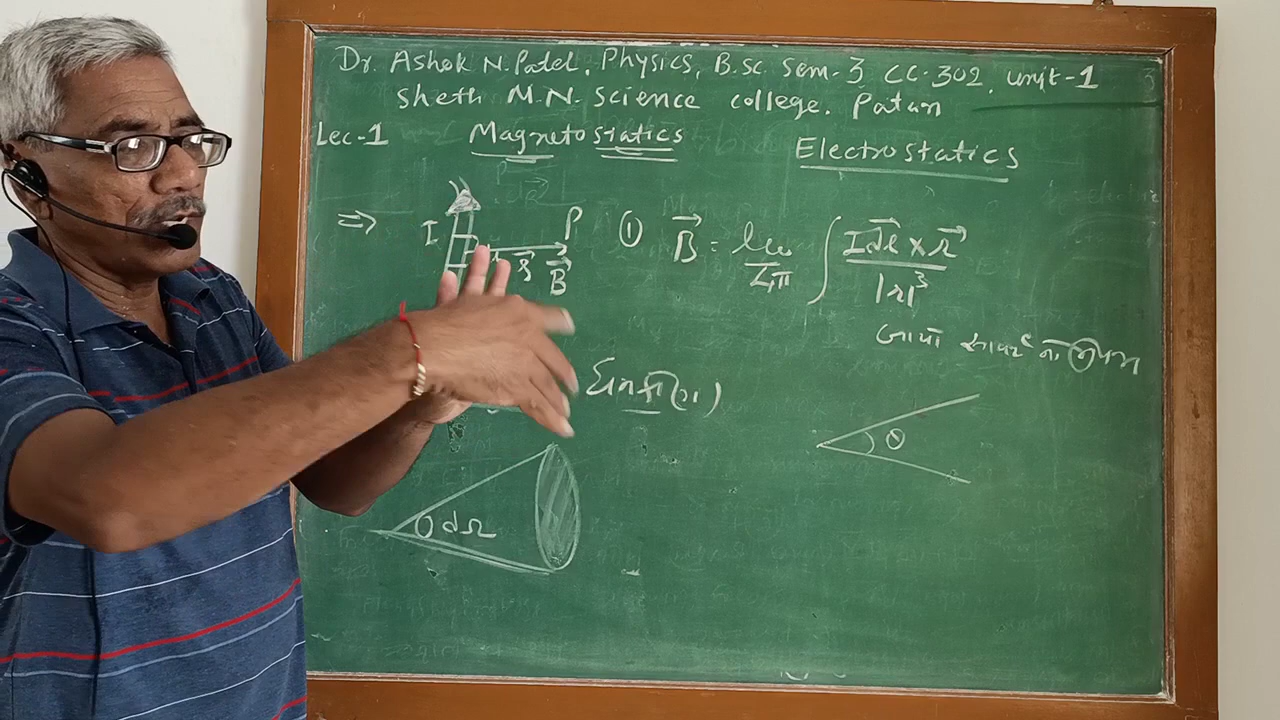 Dr. Ashok N. Patel, Physics, B.Sc. Sem-3 CC-302, Unit-1
Sheth M.N. Science college. Patan
Lec-1 Magnetostatics Electrostatics
⇒ I P r⃗ B⃗ ① B⃗ = μ₀/4π ∫ I dl⃗ × r⃗ / |r|³
બાયો સાવર્ટ નો નિયમ
θ
dΩ